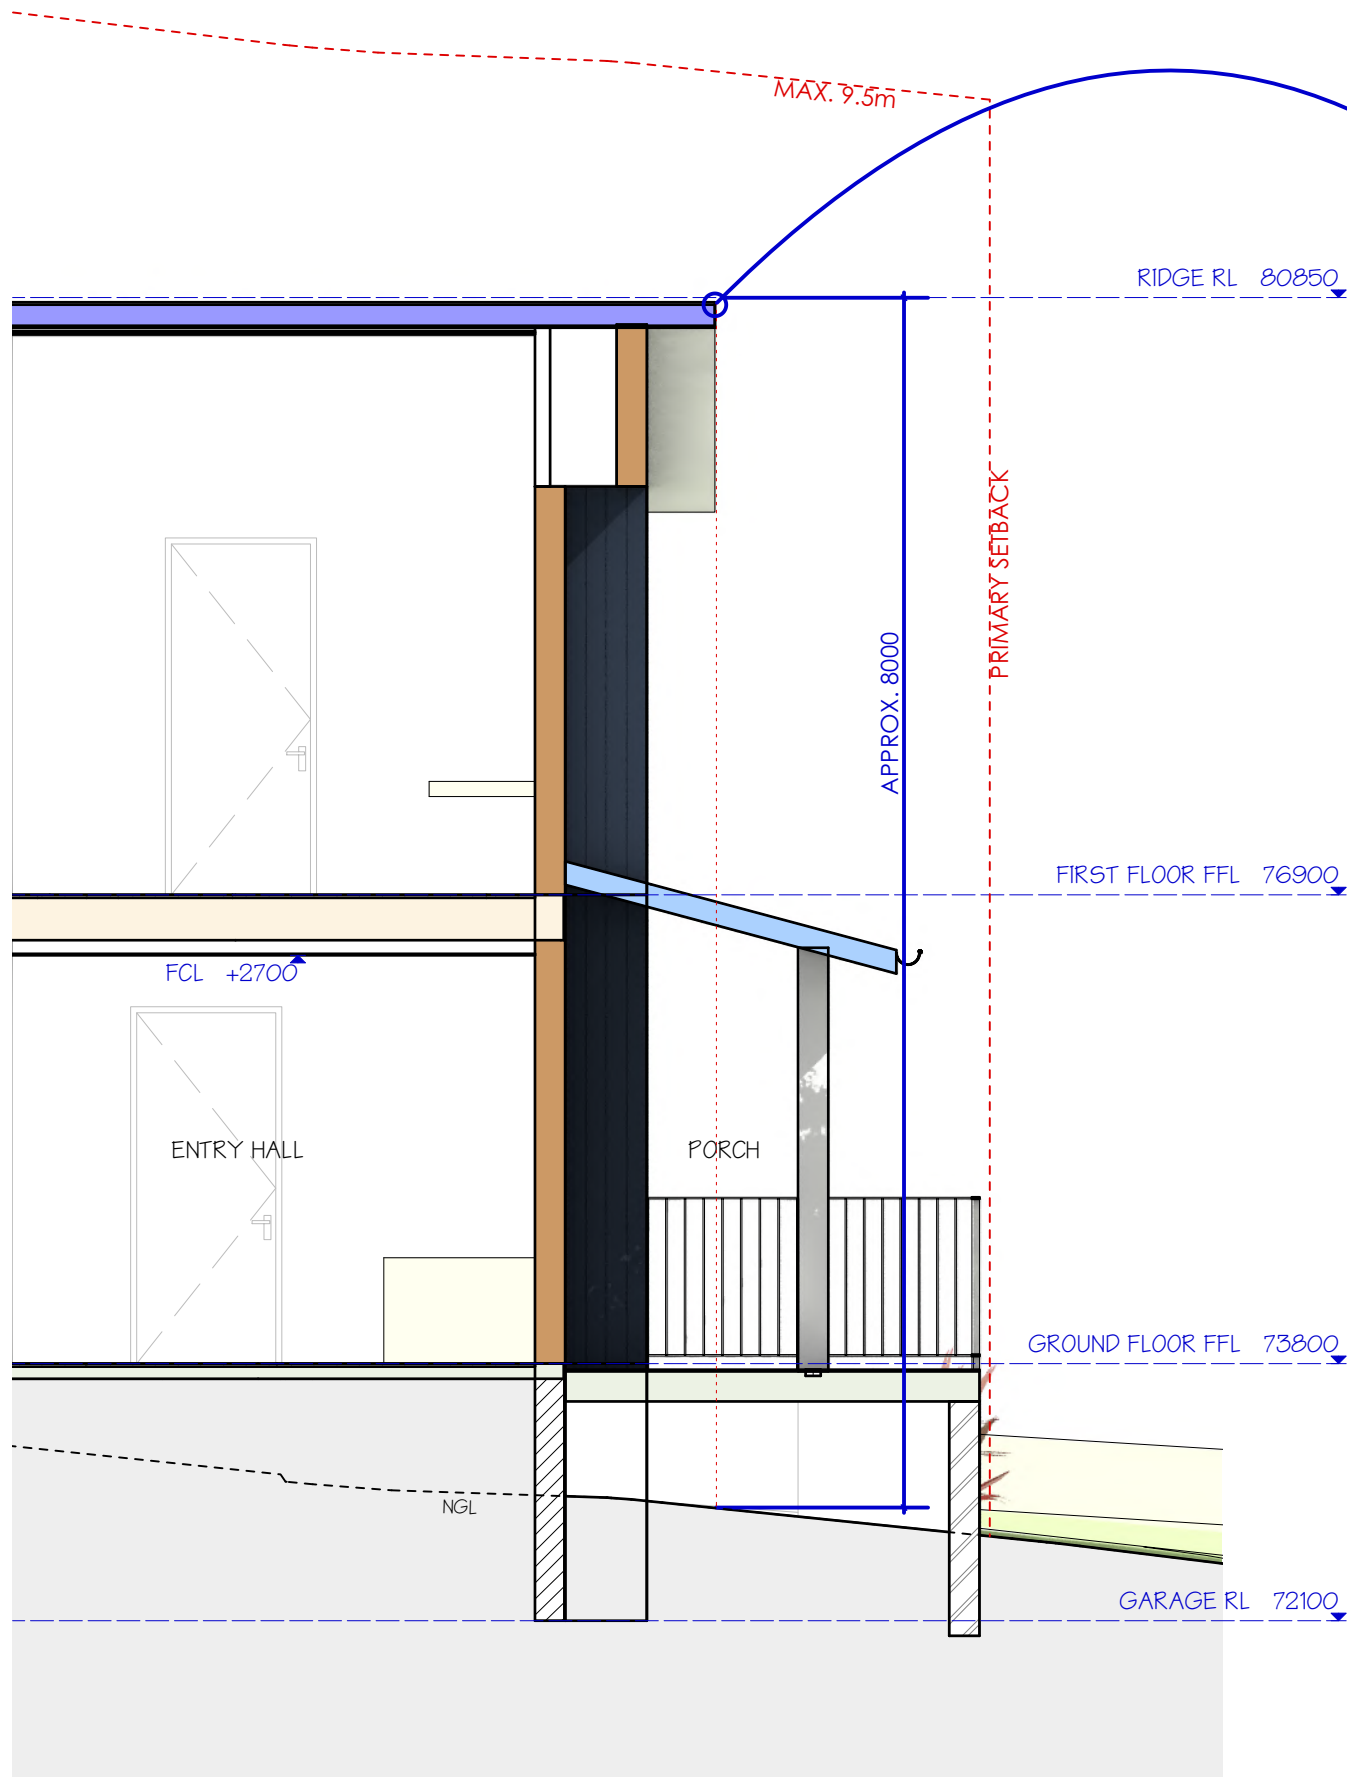 MAX. 9.5m
RIDGE RL 80850
PRIMARY SETBACK
APPROX. 8000
FIRST FLOOR FFL 76900
FCL +2700
ENTRY HALL
PORCH
GROUND FLOOR FFL 73800
NGL
GARAGE RL 72100